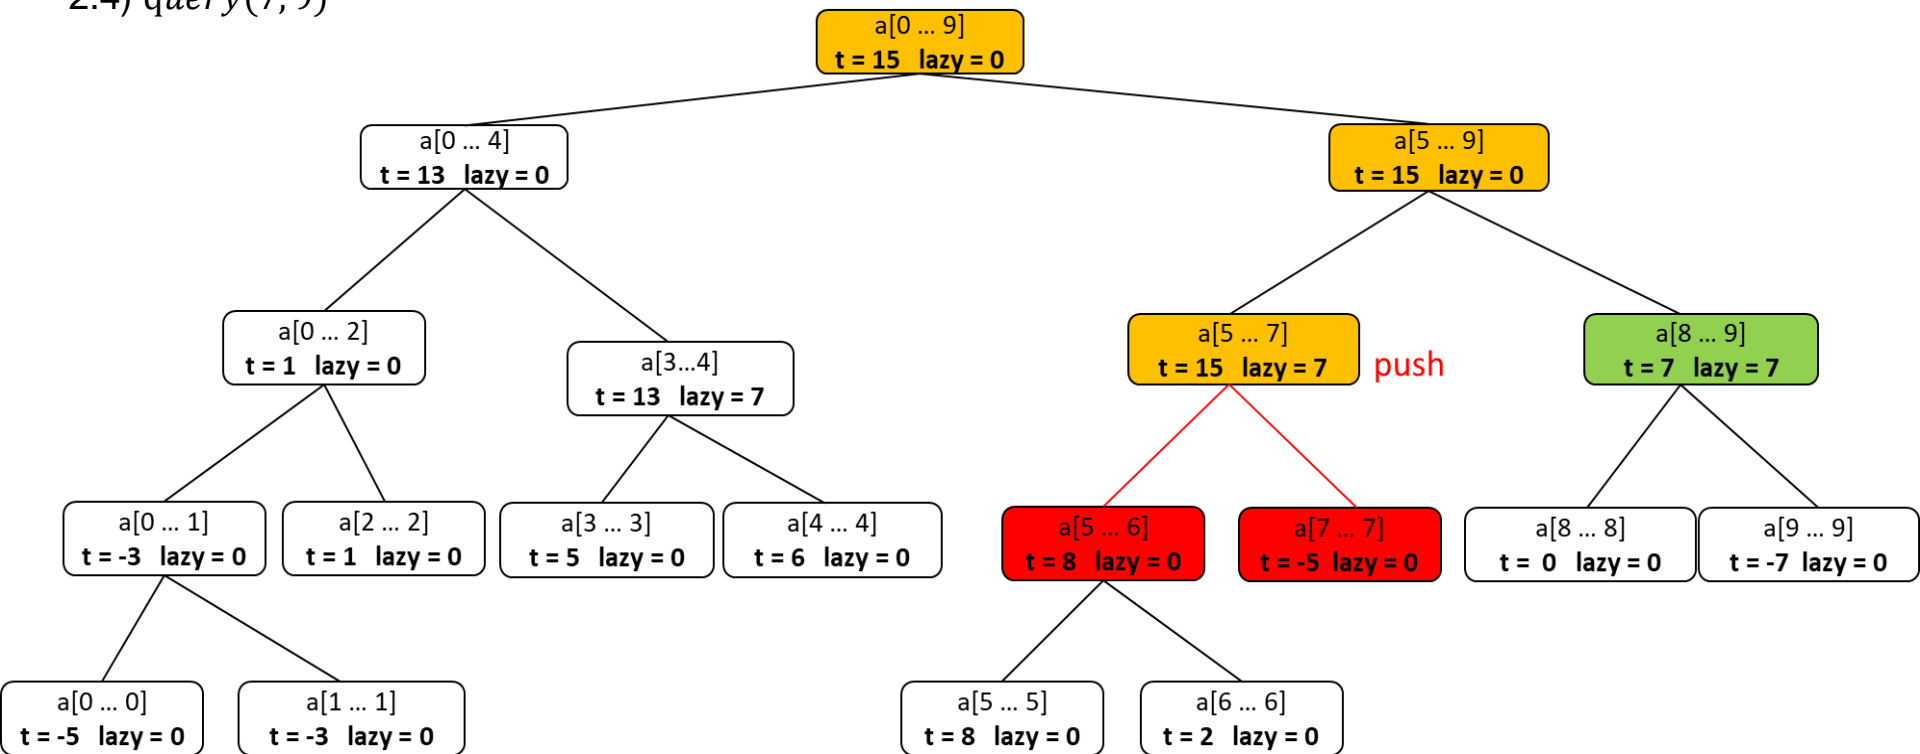 2.4) query(7, 9)
a[0 ... 9]
t = 15 lazy = 0
a[0 ... 4]
t = 13 lazy = 0
a[5 ... 9]
t = 15 lazy = 0
a[0 ... 2]
t = 1 lazy = 0
a[3...4]
t = 13 lazy = 7
a[5 ... 7]
t = 15 lazy = 7
push
a[8 ... 9]
t = 7 lazy = 7
a[0 ... 1]
t = -3 lazy = 0
a[2 ... 2]
t = 1 lazy = 0
a[3 ... 3]
t = 5 lazy = 0
a[4 ... 4]
t = 6 lazy = 0
a[5 ... 6]
t = 8 lazy = 0
a[7 ... 7]
t = -5 lazy = 0
a[8 ... 8]
t = 0 lazy = 0
a[9 ... 9]
t = -7 lazy = 0
a[0 ... 0]
t = -5 lazy = 0
a[1 ... 1]
t = -3 lazy = 0
a[5 ... 5]
t = 8 lazy = 0
a[6 ... 6]
t = 2 lazy = 0